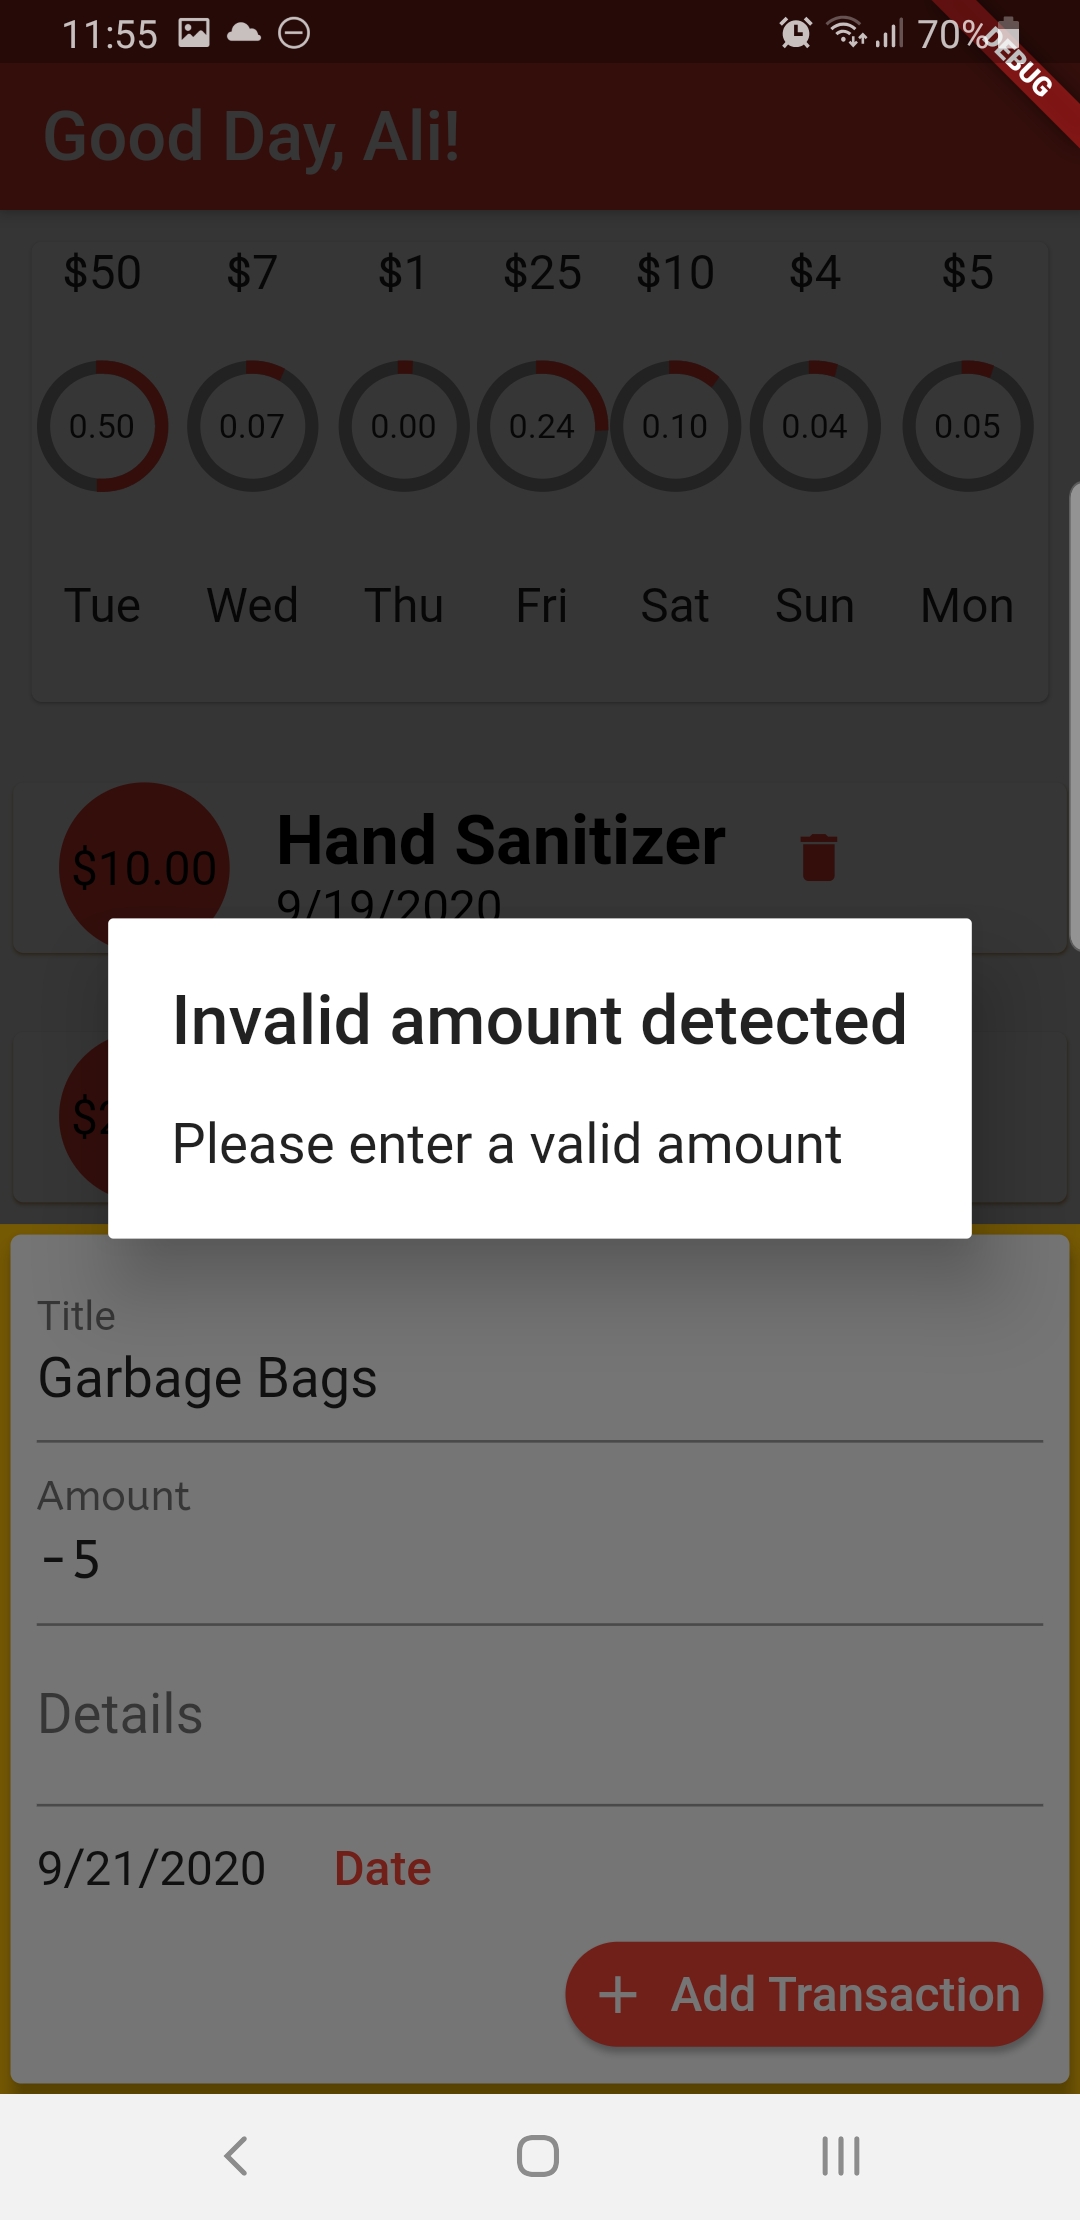 11:55 70%
DEBUG
Good Day, Ali!
$50 $7 $1 $25 $10 $4 $5
0.50 0.07 0.00 0.24 0.10 0.04 0.05
Tue Wed Thu Fri Sat Sun Mon
$10.00 Hand Sanitizer
9/19/2020
Invalid amount detected
Please enter a valid amount
Title
Garbage Bags
Amount
-5
Details
9/21/2020 Date
+ Add Transaction